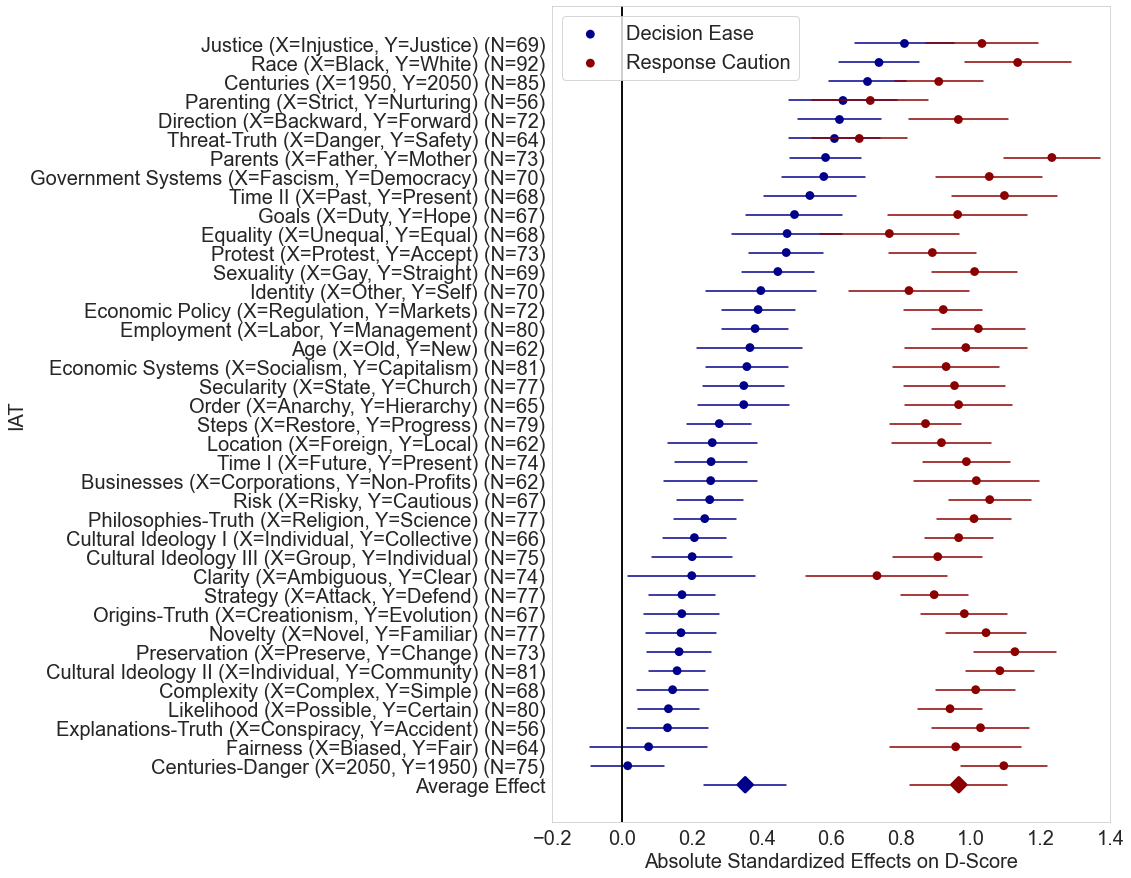 Decision Ease
Response Caution
IAT
Justice (X=Injustice, Y=Justice) (N=69)
Race (X=Black, Y=White) (N=92)
Centuries (X=1950, Y=2050) (N=85)
Parenting (X=Strict, Y=Nurturing) (N=56)
Direction (X=Backward, Y=Forward) (N=72)
Threat-Truth (X=Danger, Y=Safety) (N=64)
Parents (X=Father, Y=Mother) (N=73)
Government Systems (X=Fascism, Y=Democracy) (N=70)
Time II (X=Past, Y=Present) (N=68)
Goals (X=Duty, Y=Hope) (N=67)
Equality (X=Unequal, Y=Equal) (N=68)
Protest (X=Protest, Y=Accept) (N=73)
Sexuality (X=Gay, Y=Straight) (N=69)
Identity (X=Other, Y=Self) (N=70)
Economic Policy (X=Regulation, Y=Markets) (N=72)
Employment (X=Labor, Y=Management) (N=80)
Age (X=Old, Y=New) (N=62)
Economic Systems (X=Socialism, Y=Capitalism) (N=81)
Secularity (X=State, Y=Church) (N=77)
Order (X=Anarchy, Y=Hierarchy) (N=65)
Steps (X=Restore, Y=Progress) (N=79)
Location (X=Foreign, Y=Local) (N=62)
Time I (X=Future, Y=Present) (N=74)
Businesses (X=Corporations, Y=Non-Profits) (N=62)
Risk (X=Risky, Y=Cautious) (N=67)
Philosophies-Truth (X=Religion, Y=Science) (N=77)
Cultural Ideology I (X=Individual, Y=Collective) (N=66)
Cultural Ideology III (X=Group, Y=Individual) (N=75)
Clarity (X=Ambiguous, Y=Clear) (N=74)
Strategy (X=Attack, Y=Defend) (N=77)
Origins-Truth (X=Creationism, Y=Evolution) (N=67)
Novelty (X=Novel, Y=Familiar) (N=77)
Preservation (X=Preserve, Y=Change) (N=73)
Cultural Ideology II (X=Individual, Y=Community) (N=81)
Complexity (X=Complex, Y=Simple) (N=68)
Likelihood (X=Possible, Y=Certain) (N=80)
Explanations-Truth (X=Conspiracy, Y=Accident) (N=56)
Fairness (X=Biased, Y=Fair) (N=64)
Centuries-Danger (X=2050, Y=1950) (N=75)
Average Effect
−0.2 0.0 0.2 0.4 0.6 0.8 1.0 1.2 1.4
Absolute Standardized Effects on D-Score